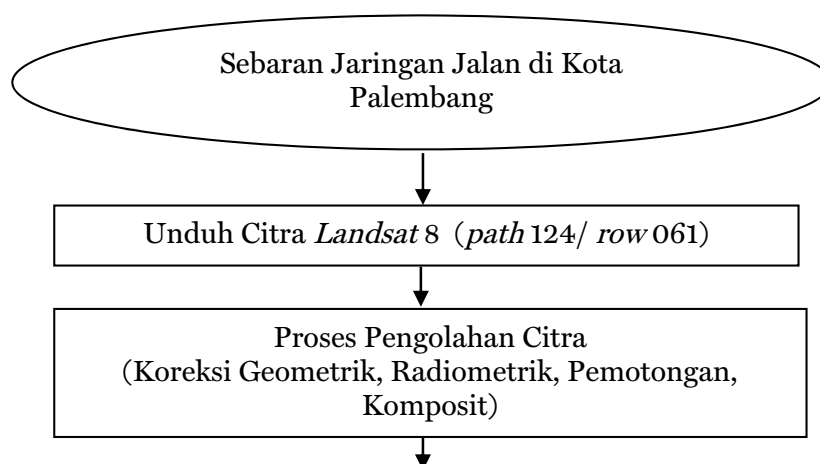 Sebaran Jaringan Jalan di Kota
Palembang
Unduh Citra Landsat 8 (path 124/ row 061)
Proses Pengolahan Citra
(Koreksi Geometrik, Radiometrik, Pemotongan,
Komposit)